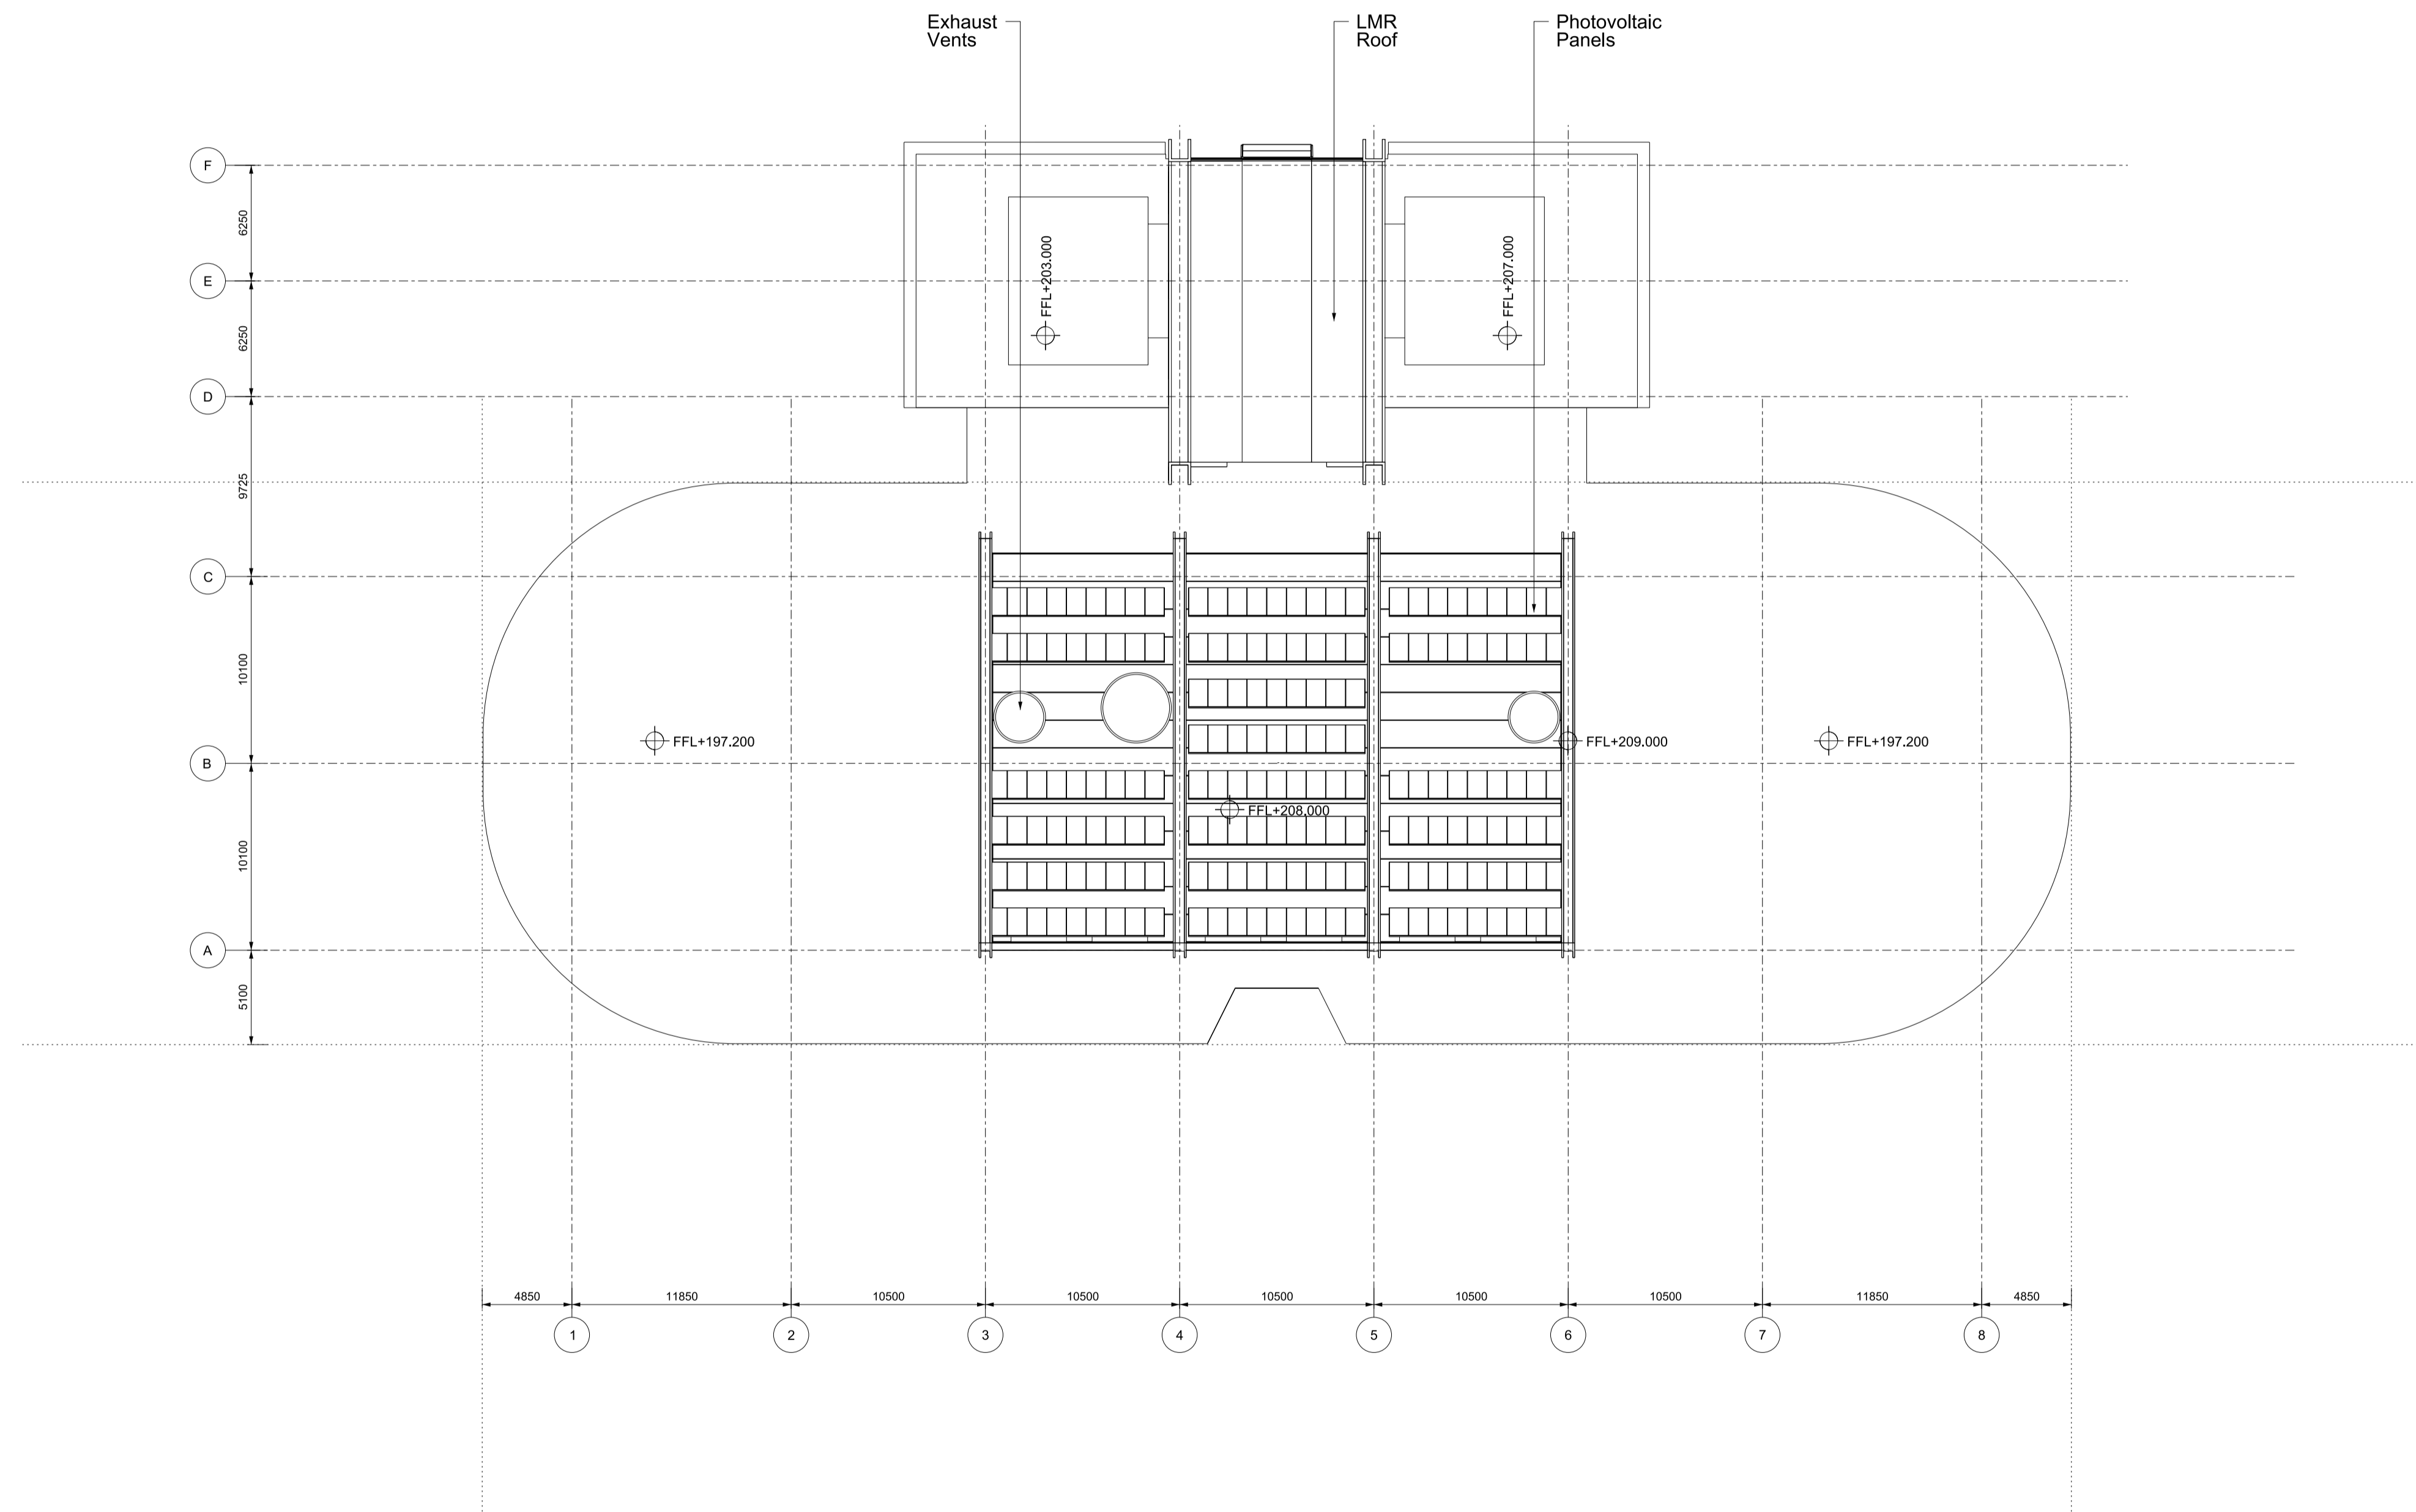 Exhaust
Vents
LMR
Roof
Photovoltaic
Panels
F
6250
E
6250
D
9725
C
10100
B
10100
A
5100
FFL+203.000
FFL+207.000
FFL+197.200
FFL+209.000
FFL+197.200
FFL+208.000
4850 11850 10500 10500 10500 10500 10500 11850 4850
1 2 3 4 5 6 7 8